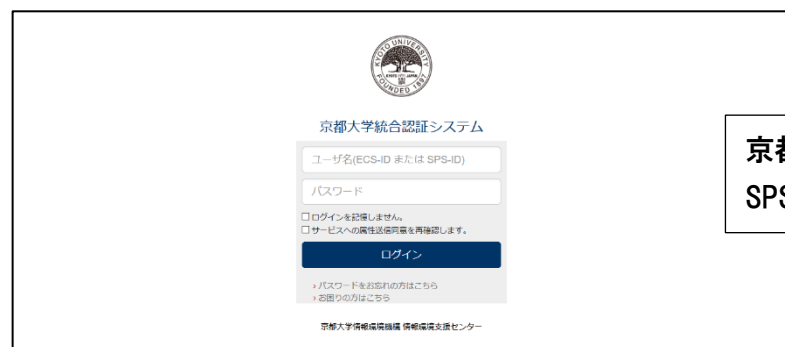 KYOTO UNIVERSITY
FOUNDED 1897
京都大学統合認証システム
ユーザ名(ECS-ID または SPS-ID)
パスワード
ログインを記憶しません。
サービスへの属性送信同意を再確認します。
ログイン
› パスワードをお忘れの方はこちら
› お困りの方はこちら
京都大学情報環境機構 情報環境支援センター
京都
SPS